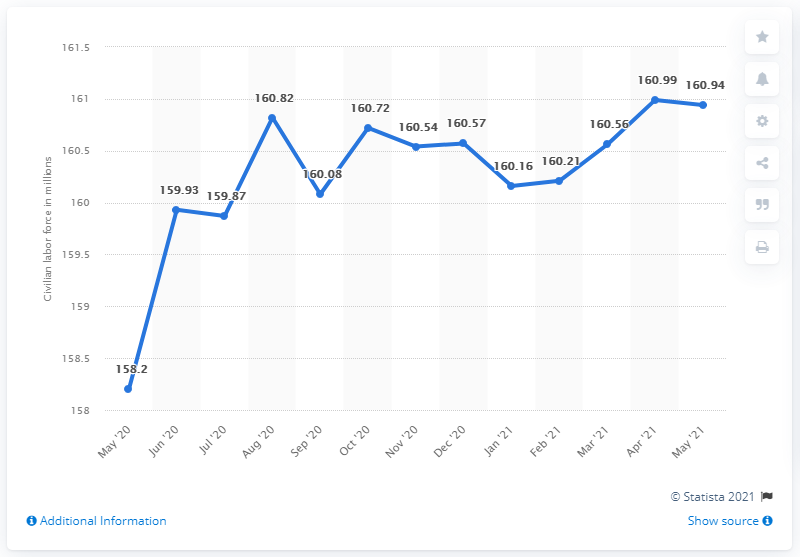 161.5
161
160.5
160
159.5
159
158.5
158
Civilian labor force in millions
158.2
159.93
159.87
160.82
160.08
160.72
160.54
160.57
160.16
160.21
160.56
160.99
160.94
May '20
Jun '20
Jul '20
Aug '20
Sep '20
Oct '20
Nov '20
Dec '20
Jan '21
Feb '21
Mar '21
Apr '21
May '21
© Statista 2021
Additional Information
Show source